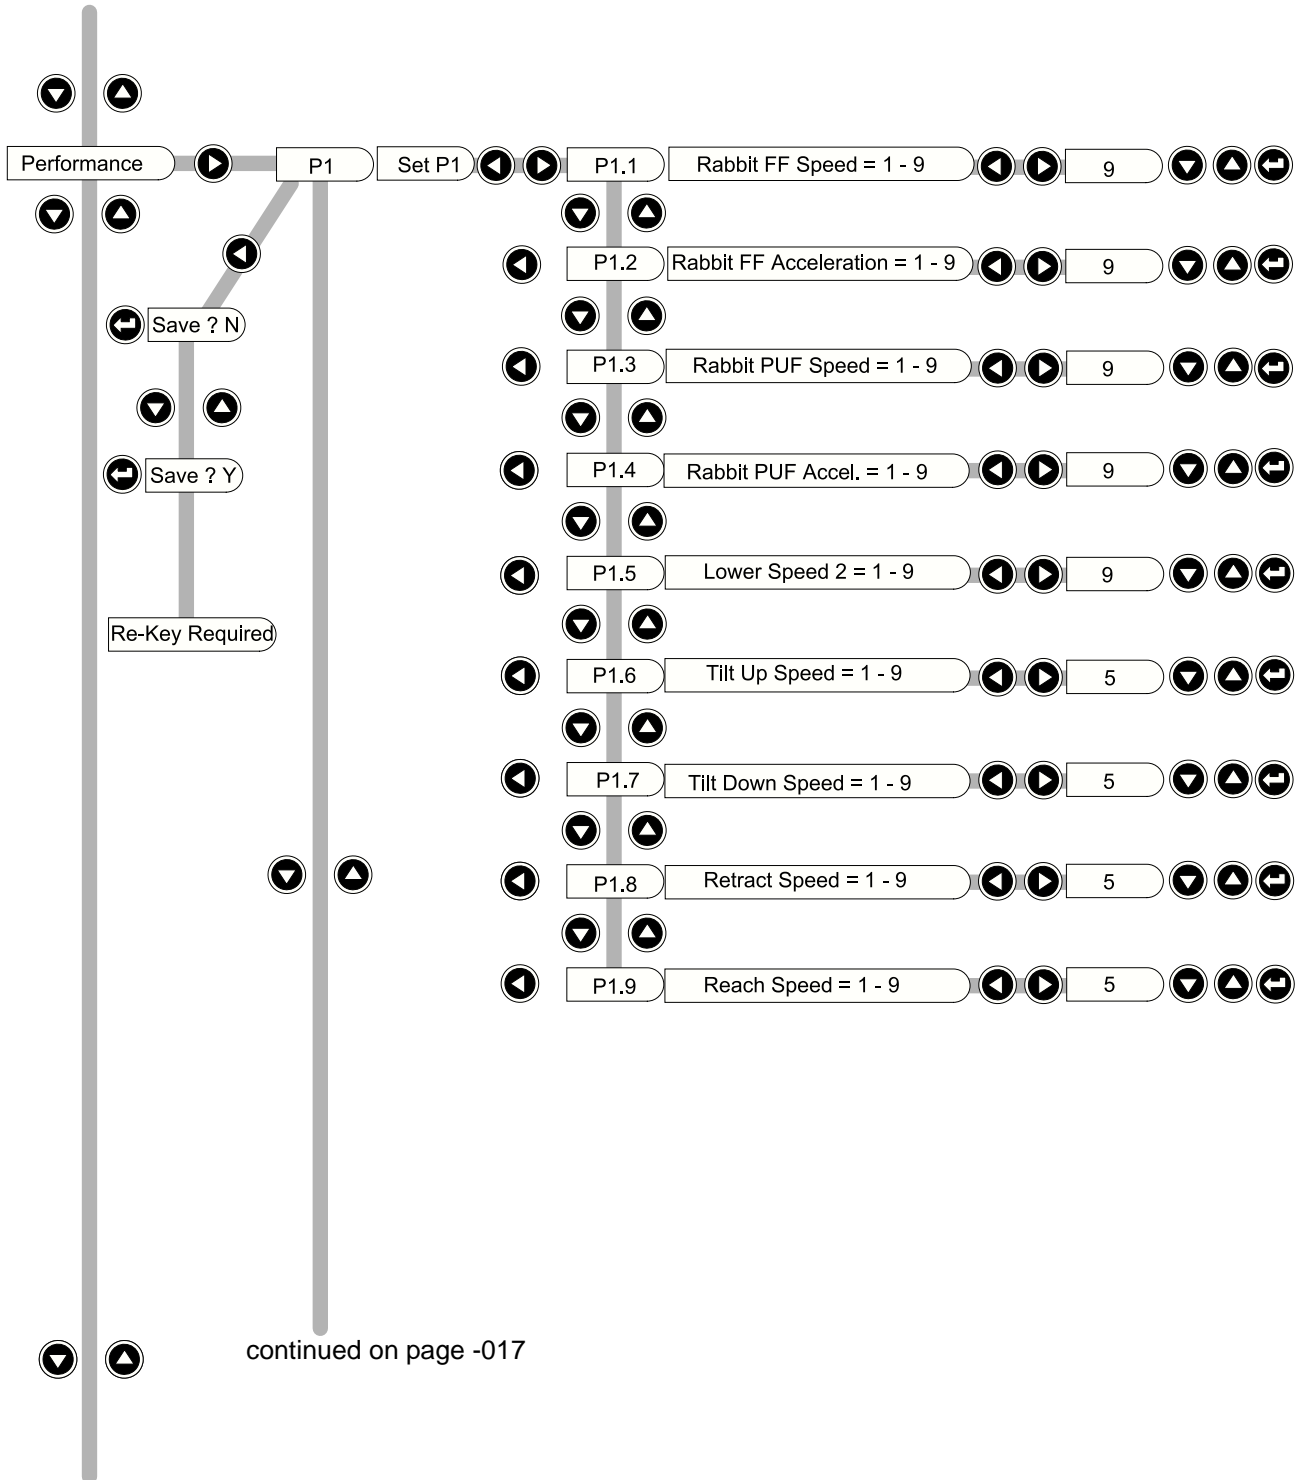 Performance P1 Set P1 P1.1 Rabbit FF Speed = 1 - 9 9
P1.2 Rabbit FF Acceleration = 1 - 9 9
Save ? N
P1.3 Rabbit PUF Speed = 1 - 9 9
Save ? Y
P1.4 Rabbit PUF Accel. = 1 - 9 9
P1.5 Lower Speed 2 = 1 - 9 9
Re-Key Required
P1.6 Tilt Up Speed = 1 - 9 5
P1.7 Tilt Down Speed = 1 - 9 5
P1.8 Retract Speed = 1 - 9 5
P1.9 Reach Speed = 1 - 9 5
continued on page -017